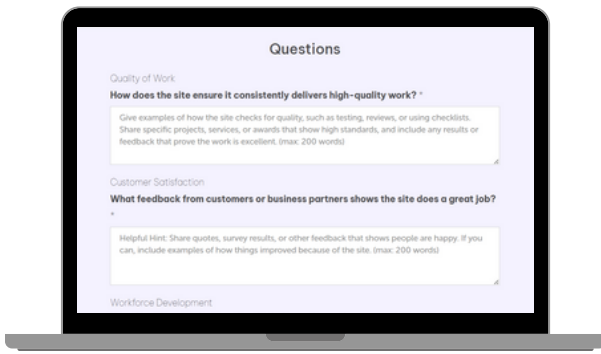 Questions
Quality of Work
How does the site ensure it consistently delivers high-quality work? *
Give examples of how the site checks for quality, such as testing, reviews, or using checklists.
Share specific projects, services, or awards that show high standards, and include any results or
feedback that prove the work is excellent. (max: 200 words)
Customer Satisfaction
What feedback from customers or business partners shows the site does a great job?
*
Helpful Hint: Share quotes, survey results, or other feedback that shows people are happy. If you
can, include examples of how things improved because of the site. (max: 200 words)
Workforce Development